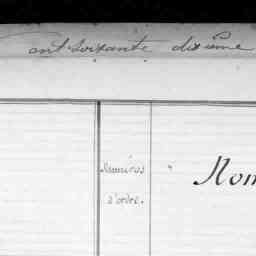 Cent soixante dixième
Numéros
d'ordre.
Nom